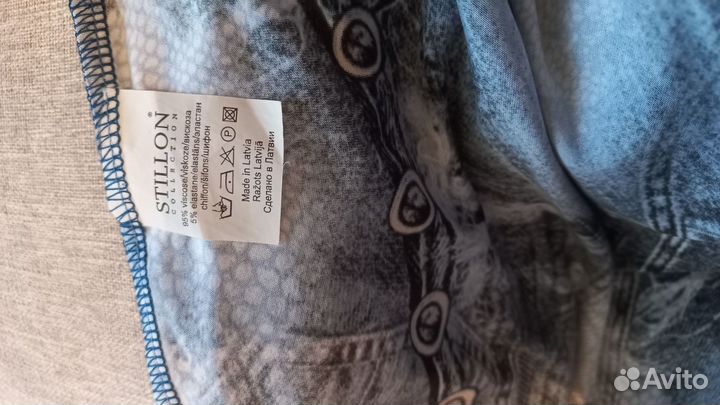 STILLON®
COLLECTION
95% viscose/viskoze/вискоза
5% elastane/elastāns/эластан
chiffon/šifons/шифон
P
Made in Latvia
Ražots Latvijā
Сделано в Латвии
Avito